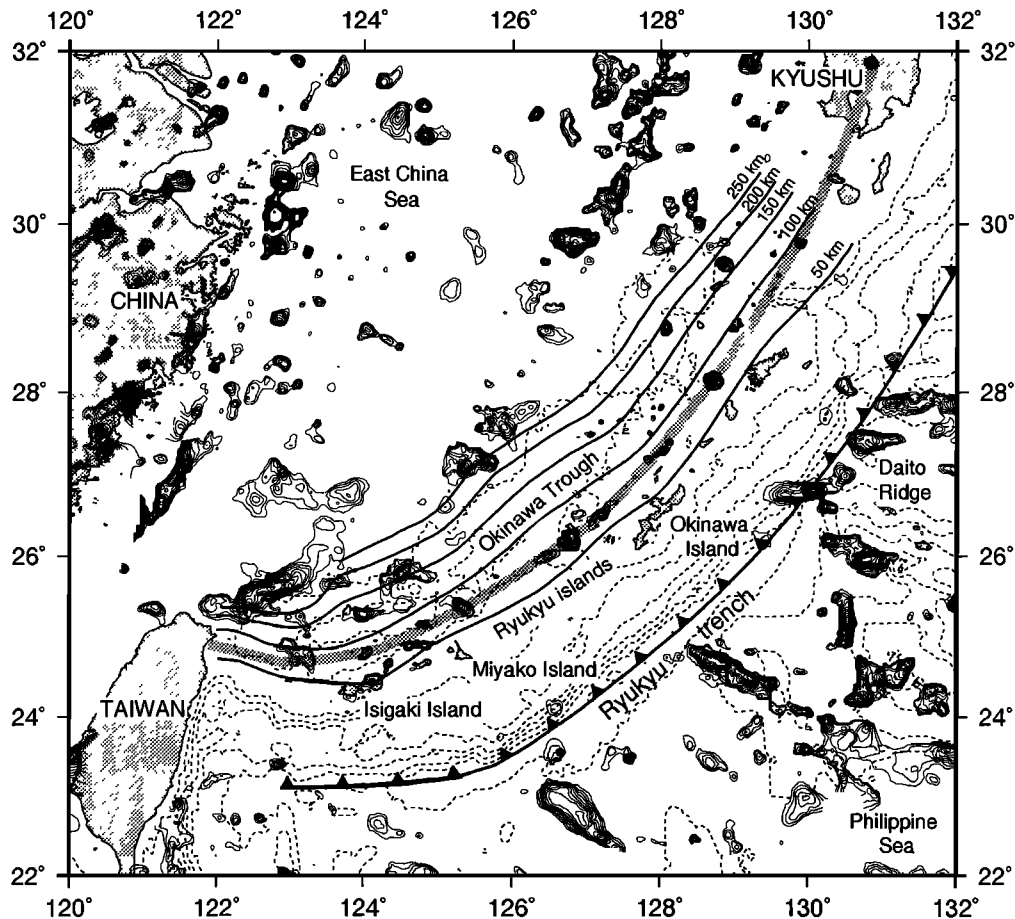 120° 122° 124° 126° 128° 130° 132°
32° 32°
KYUSHU
East China
Sea
250 km
200 km
150 km
100 km
50 km
30° 30°
CHINA
28° 28°
Daito
Ridge
Okinawa Trough
Okinawa
Island
26° 26°
Ryukyu islands
Ryukyu trench
Miyako Island
TAIWAN
Isigaki Island
24° 24°
Philippine
Sea
22° 22°
120° 122° 124° 126° 128° 130° 132°